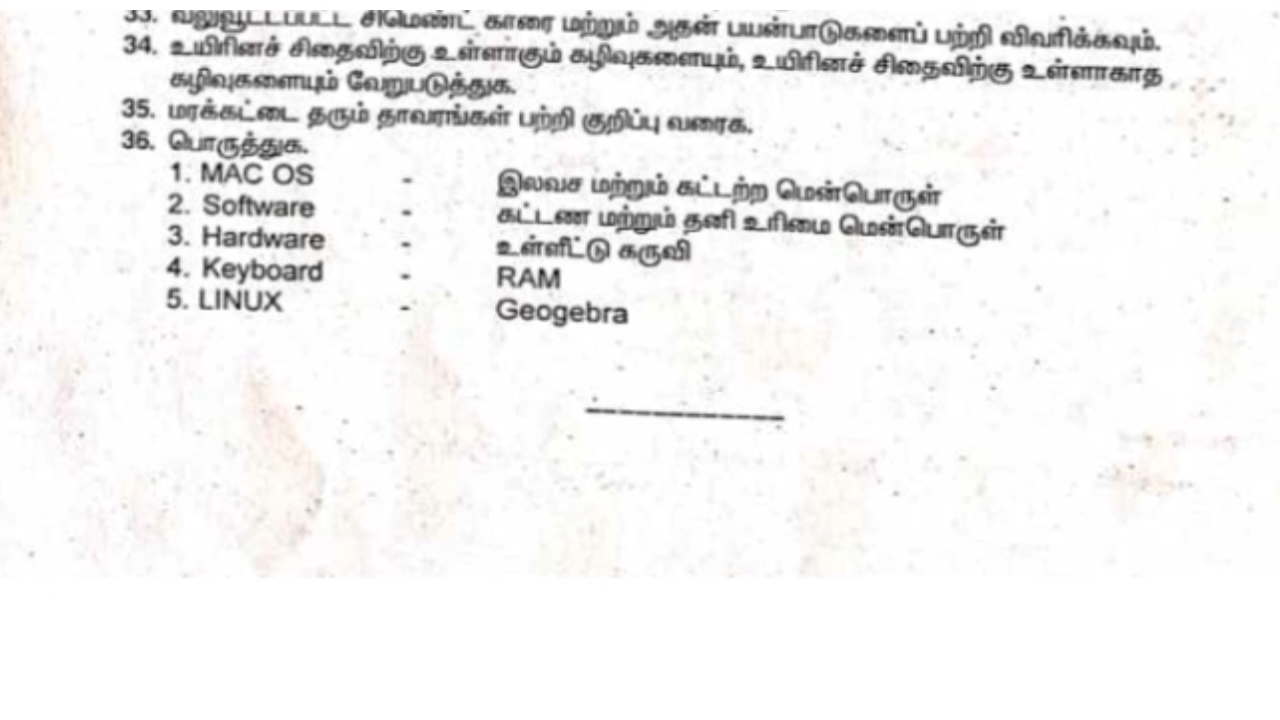 33. வலுவூட்டப்பட்ட சிமெண்ட் காரை மற்றும் அதன் பயன்பாடுகளைப் பற்றி விவரிக்கவும்.
34. உயிரினச் சிதைவிற்கு உள்ளாகும் கழிவுகளையும், உயிரினச் சிதைவிற்கு உள்ளாகாத
கழிவுகளையும் வேறுபடுத்துக.
35. மரக்கட்டை தரும் தாவரங்கள் பற்றி குறிப்பு வரைக.
36. பொருத்துக.
1. MAC OS - இலவச மற்றும் கட்டற்ற மென்பொருள்
2. Software - கட்டண மற்றும் தனி உரிமை மென்பொருள்
3. Hardware - உள்ளீட்டு கருவி
4. Keyboard - RAM
5. LINUX - Geogebra